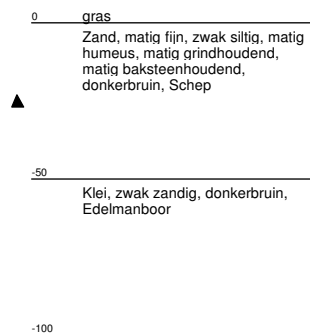 0 gras
Zand, matig fijn, zwak siltig, matig
humeus, matig grindhoudend,
matig baksteenhoudend,
donkerbruin, Schep
-50
Klei, zwak zandig, donkerbruin,
Edelmanboor
-100